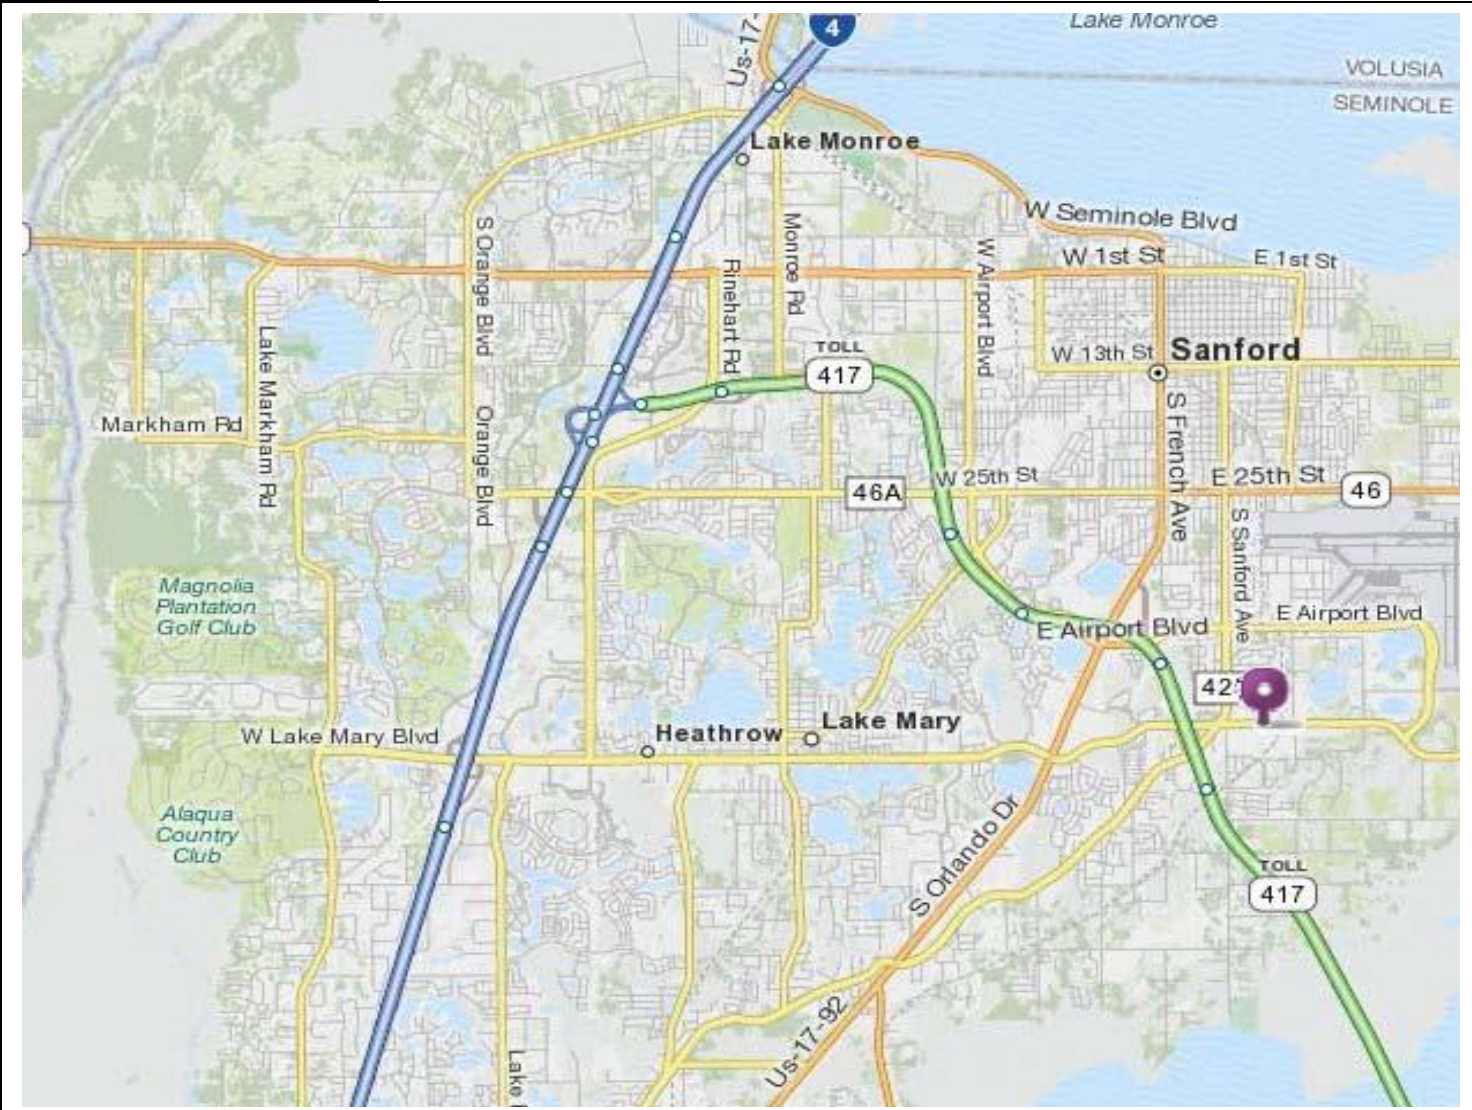 4
Lake Monroe
Us-17-
VOLUSIA
SEMINOLE
Lake Monroe
W Seminole Blvd
S Orange Blvd
Monroe Rd
W Airport Blvd
W 1st St
E 1st St
Rinehart Rd
Lake Markham Rd
TOLL
417
W 13th St
Sanford
Markham Rd
Orange Blvd
S French Ave
46A
W 25th St
E 25th St
46
S Sanford Ave
Magnolia
Plantation
Golf Club
E Airport Blvd
E Airport Blvd
42
W Lake Mary Blvd
Heathrow
Lake Mary
Alaqua
Country
Club
S Orlando Dr
TOLL
417
Us-17-92
Lake